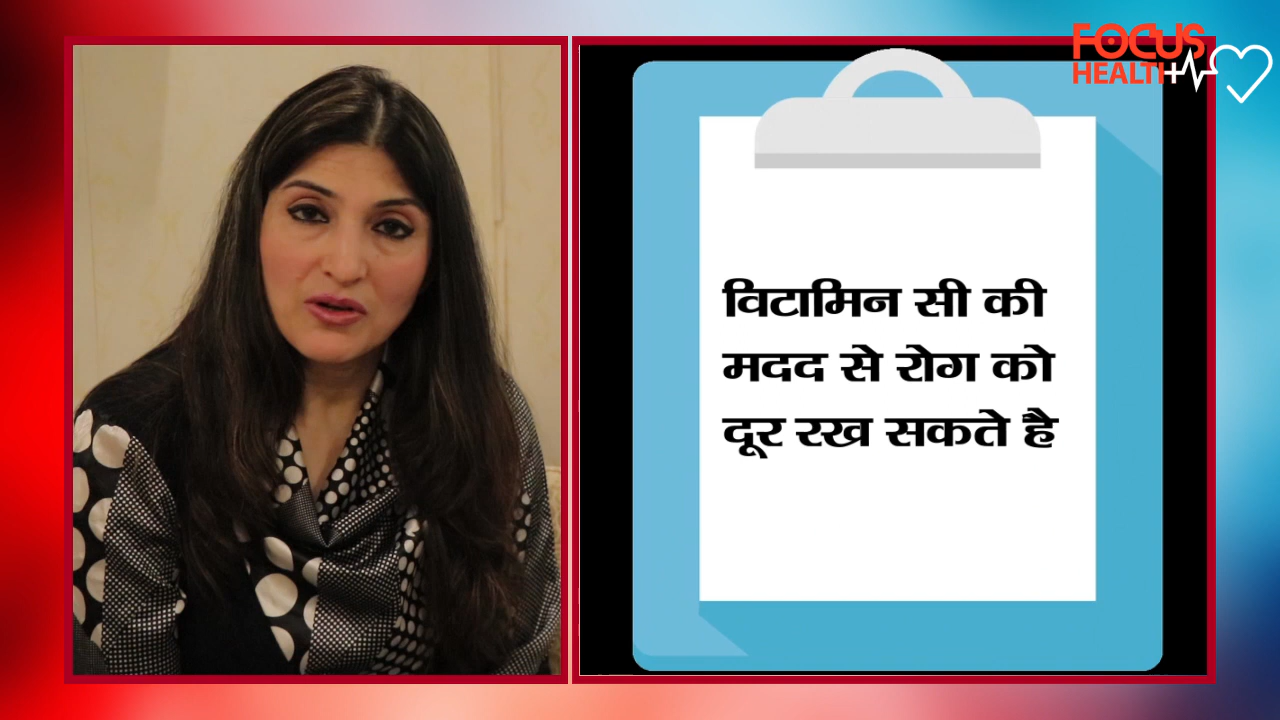 FOCUS
HEALTH
विटामिन सी की
मदद से रोग को
दूर रख सकते है